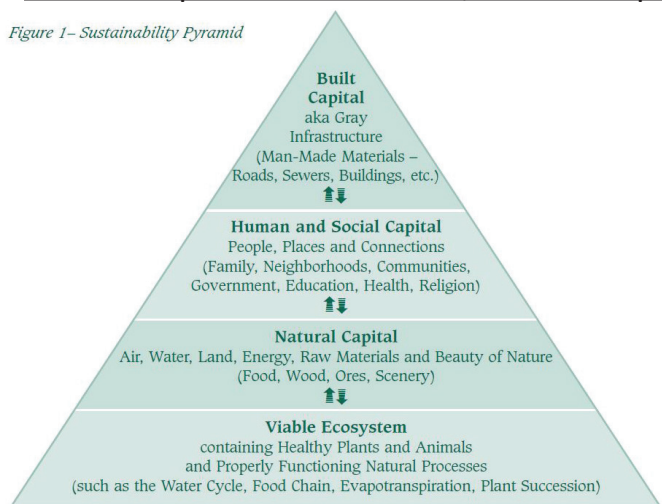 Figure 1– Sustainability Pyramid
Built
Capital
aka Gray
Infrastructure
(Man-Made Materials –
Roads, Sewers, Buildings, etc.)
Human and Social Capital
People, Places and Connections
(Family, Neighborhoods, Communities,
Government, Education, Health, Religion)
Natural Capital
Air, Water, Land, Energy, Raw Materials and Beauty of Nature
(Food, Wood, Ores, Scenery)
Viable Ecosystem
containing Healthy Plants and Animals
and Properly Functioning Natural Processes
(such as the Water Cycle, Food Chain, Evapotranspiration, Plant Succession)